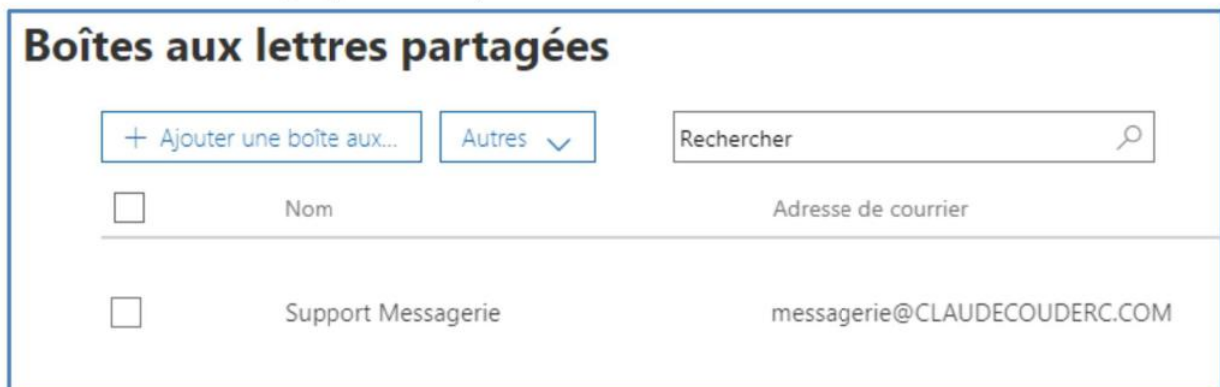 Boîtes aux lettres partagées
+ Ajouter une boîte aux... Autres Rechercher
Nom Adresse de courrier
Support Messagerie messagerie@CLAUDECOUDERC.COM